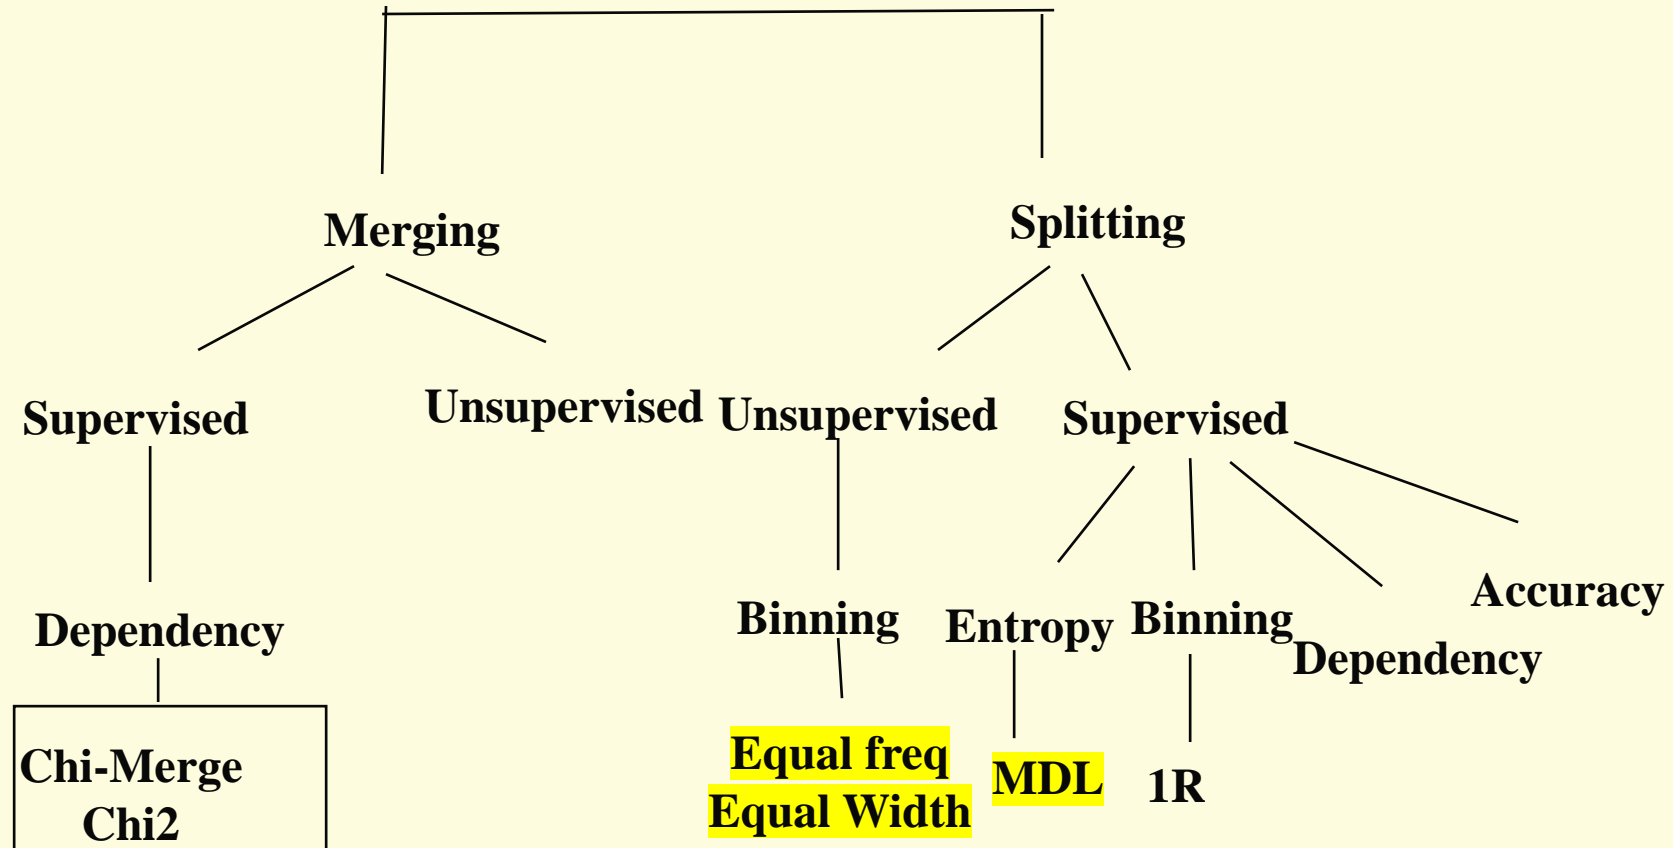 Merging
Splitting
Supervised
Unsupervised
Unsupervised
Supervised
Dependency
Binning
Entropy
Binning
Dependency
Accuracy
Chi-Merge
Chi2
Equal freq
Equal Width
MDL
1R